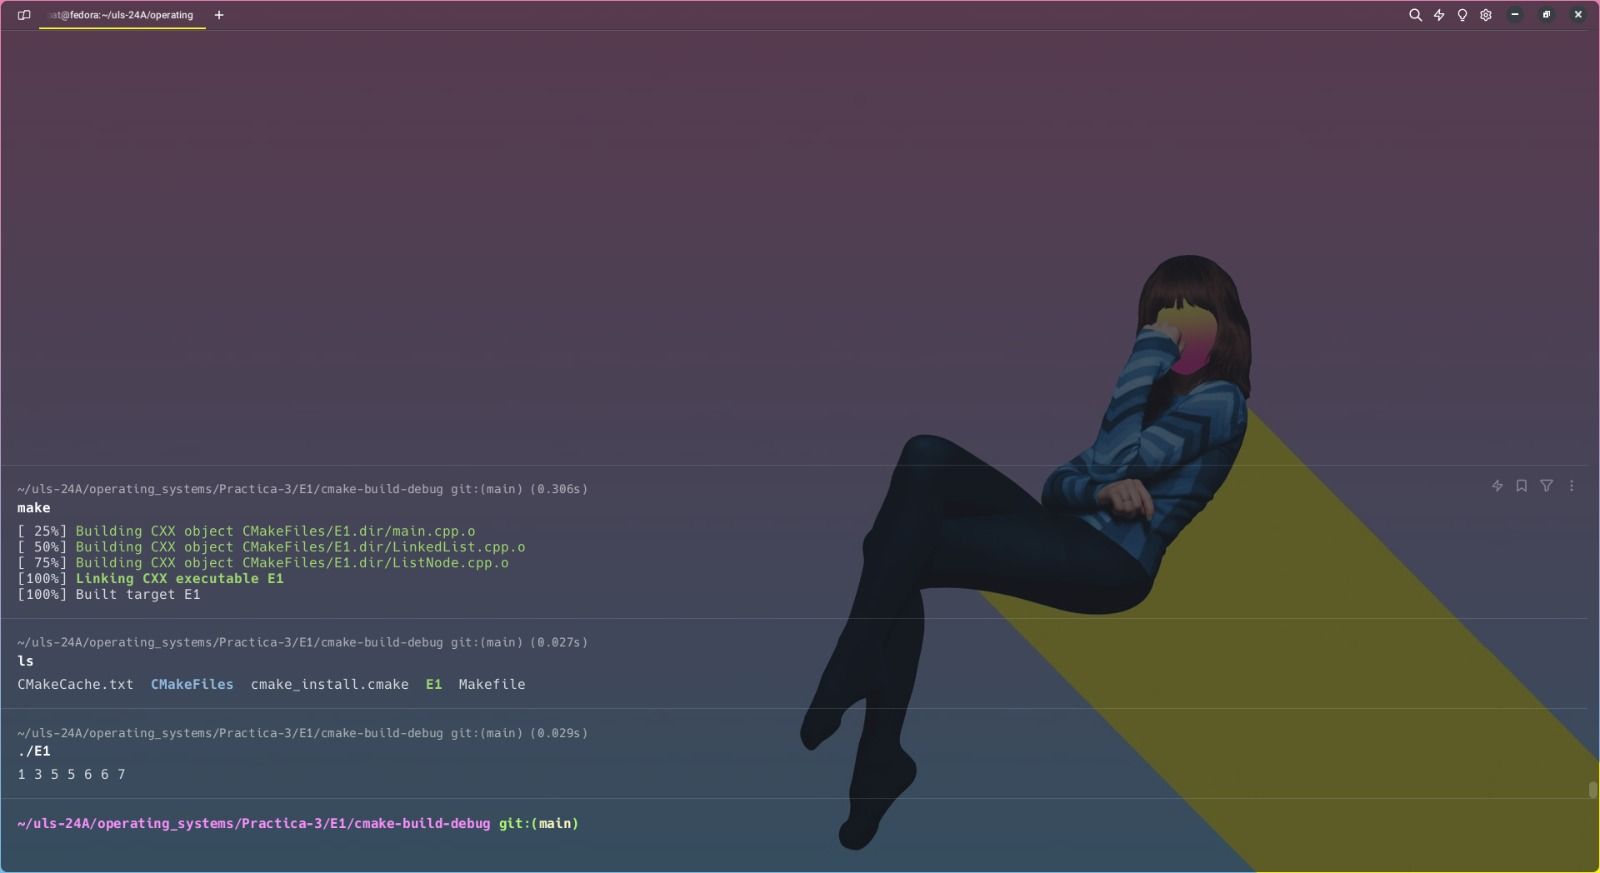 at@fedora:~/uls-24A/operating
~/uls-24A/operating_systems/Practica-3/E1/cmake-build-debug git:(main) (0.306s)
make
[ 25%] Building CXX object CMakeFiles/E1.dir/main.cpp.o
[ 50%] Building CXX object CMakeFiles/E1.dir/LinkedList.cpp.o
[ 75%] Building CXX object CMakeFiles/E1.dir/ListNode.cpp.o
[100%] Linking CXX executable E1
[100%] Built target E1
~/uls-24A/operating_systems/Practica-3/E1/cmake-build-debug git:(main) (0.027s)
ls
CMakeCache.txt CMakeFiles cmake_install.cmake E1 Makefile
~/uls-24A/operating_systems/Practica-3/E1/cmake-build-debug git:(main) (0.029s)
./E1
1 3 5 5 6 6 7
~/uls-24A/operating_systems/Practica-3/E1/cmake-build-debug git:(main)